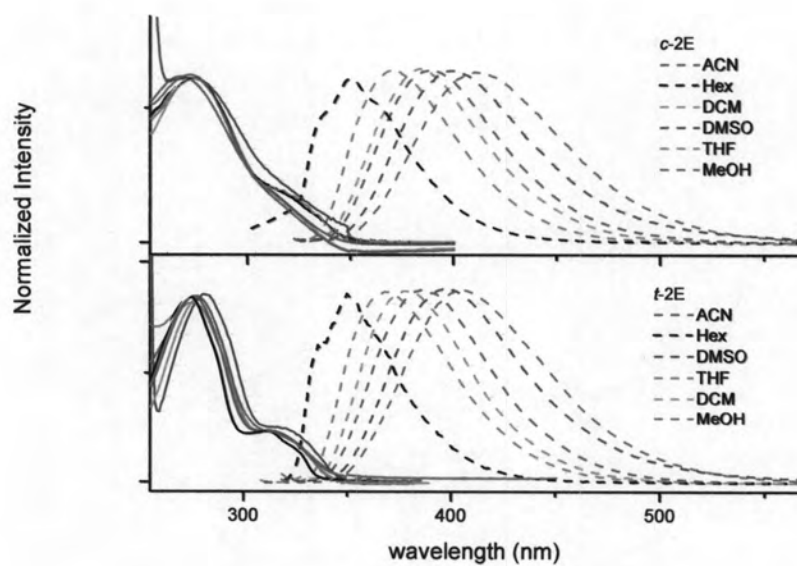 c-2E
ACN
Hex
DCM
DMSO
THF
MeOH
Normalized Intensity
t-2E
ACN
Hex
DMSO
THF
DCM
MeOH
300
400
500
wavelength (nm)